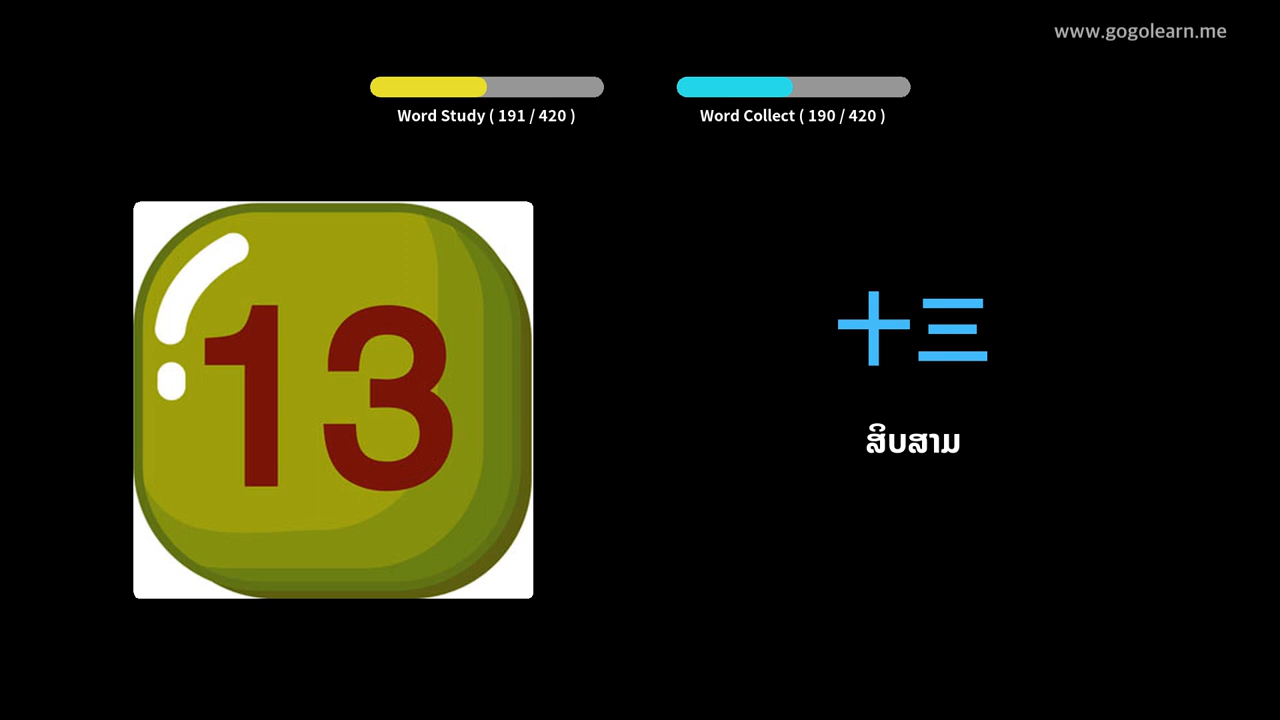 www.gogolearn.me
Word Study ( 191 / 420 )
Word Collect ( 190 / 420 )
13
十三
ສິບສາມ